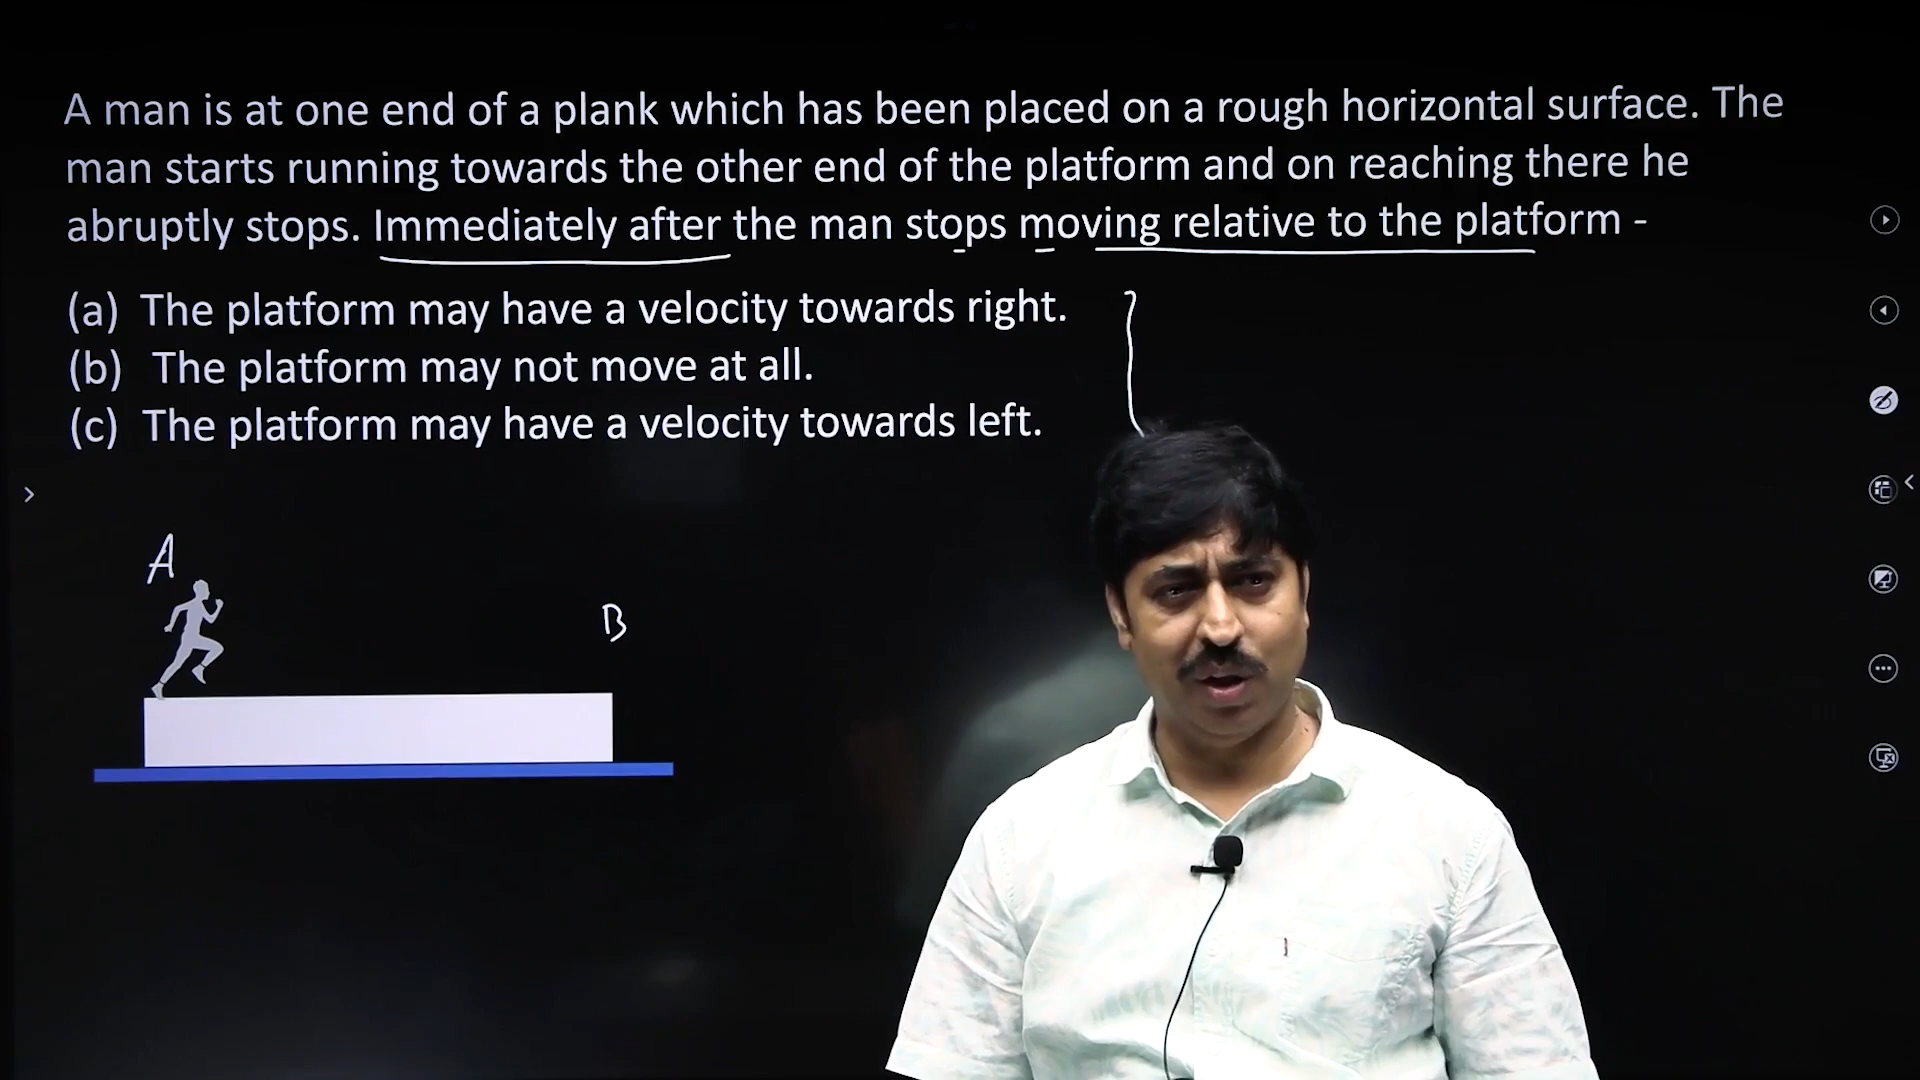 A man is at one end of a plank which has been placed on a rough horizontal surface. The
man starts running towards the other end of the platform and on reaching there he
abruptly stops. Immediately after the man stops moving relative to the platform -
(a) The platform may have a velocity towards right.
(b) The platform may not move at all.
(c) The platform may have a velocity towards left.
A
B